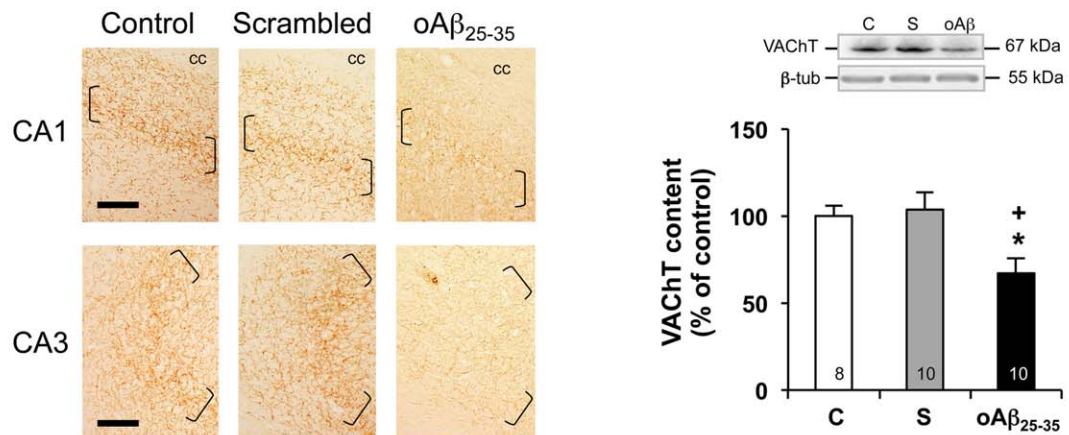 Control Scrambled oAβ25-35
CA1
cc
cc
cc
CA3
C S oAβ
VAChT 67 kDa
β-tub 55 kDa
VAChT content
(% of control)
150
100
50
0
+
*
8
10
10
C S oAβ25-35